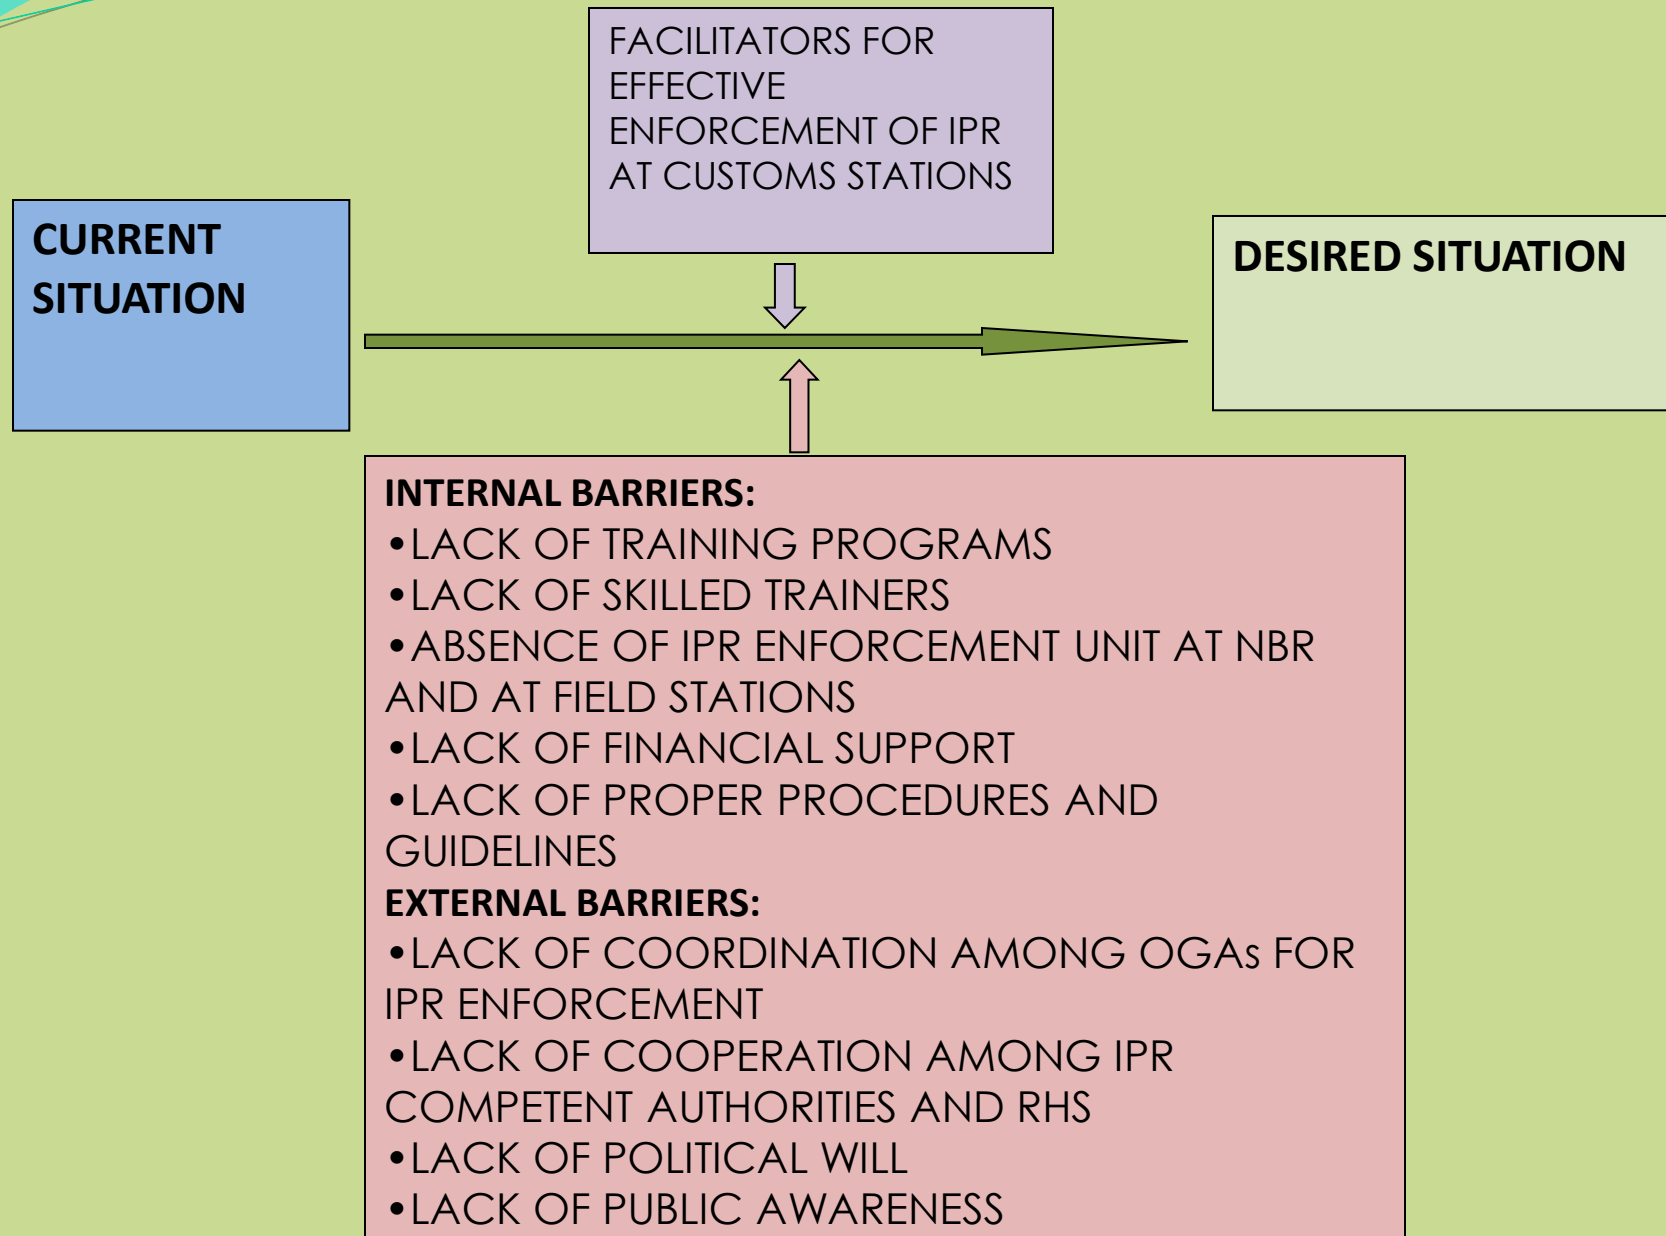 FACILITATORS FOR
EFFECTIVE
ENFORCEMENT OF IPR
AT CUSTOMS STATIONS
CURRENT
SITUATION
DESIRED SITUATION
INTERNAL BARRIERS:
•LACK OF TRAINING PROGRAMS
•LACK OF SKILLED TRAINERS
•ABSENCE OF IPR ENFORCEMENT UNIT AT NBR
AND AT FIELD STATIONS
•LACK OF FINANCIAL SUPPORT
•LACK OF PROPER PROCEDURES AND
GUIDELINES
EXTERNAL BARRIERS:
•LACK OF COORDINATION AMONG OGAs FOR
IPR ENFORCEMENT
•LACK OF COOPERATION AMONG IPR
COMPETENT AUTHORITIES AND RHS
•LACK OF POLITICAL WILL
•LACK OF PUBLIC AWARENESS